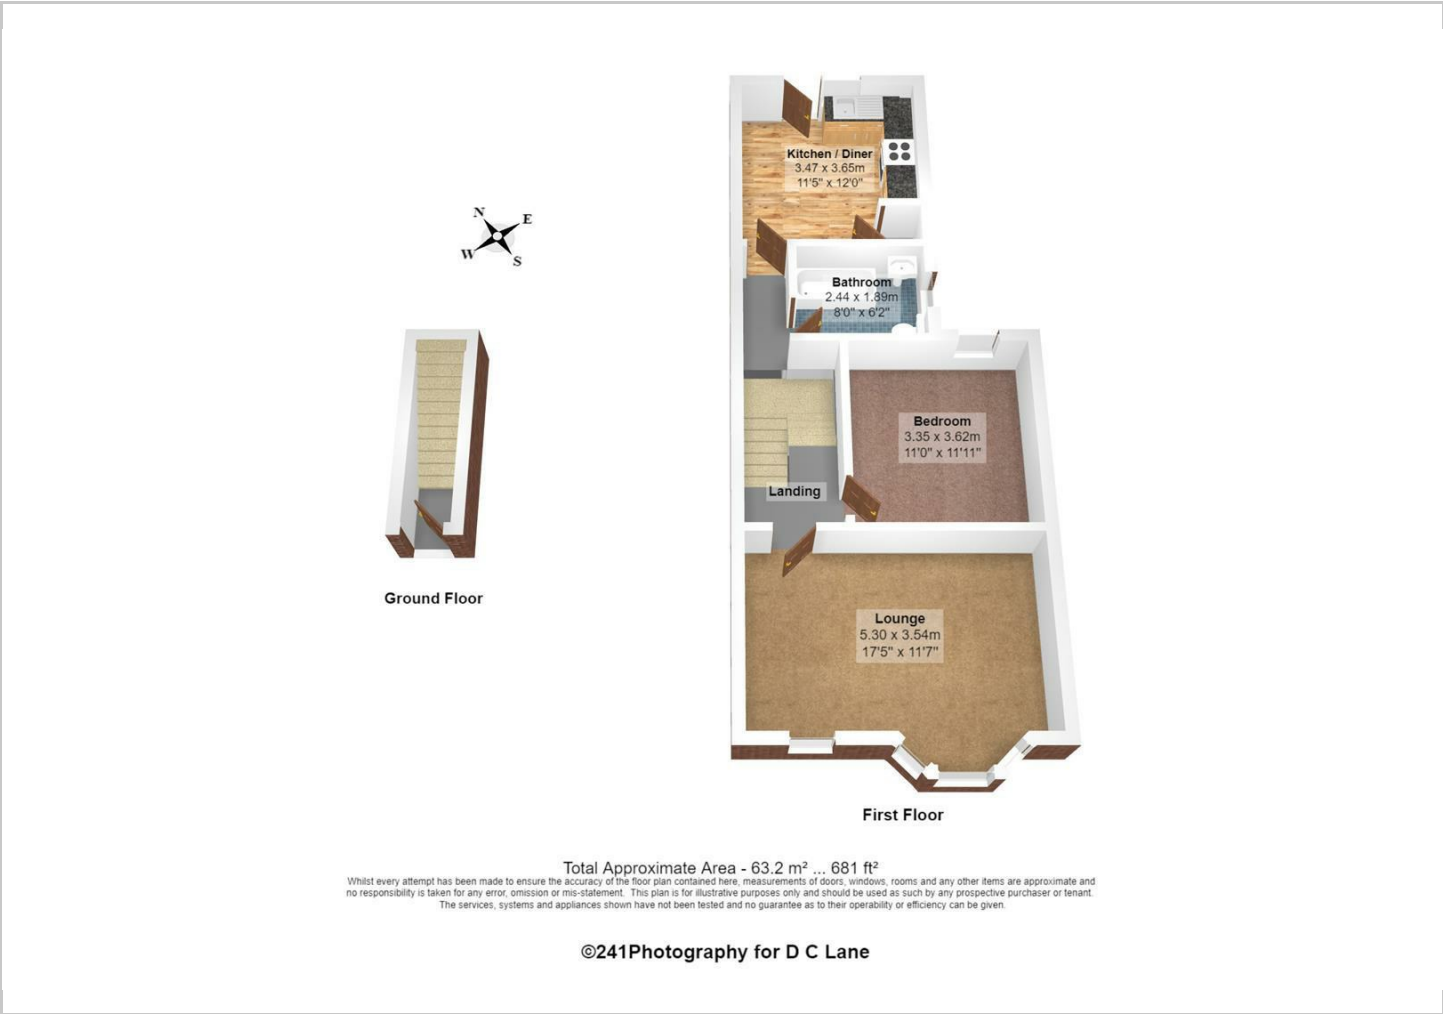 Kitchen / Diner
3.47 x 3.65m
11'5" x 12'0"
N
E
W
S
Bathroom
2.44 x 1.89m
8'0" x 6'2"
Bedroom
3.35 x 3.62m
11'0" x 11'11"
Landing
Ground Floor
Lounge
5.30 x 3.54m
17'5" x 11'7"
First Floor
Total Approximate Area - 63.2 m² ... 681 ft²
Whilst every attempt has been made to ensure the accuracy of the floor plan contained here, measurements of doors, windows, rooms and any other items are approximate and
no responsibility is taken for any error, omission or mis-statement. This plan is for illustrative purposes only and should be used as such by any prospective purchaser or tenant.
The services, systems and appliances shown have not been tested and no guarantee as to their operability or efficiency can be given.
©241Photography for D C Lane